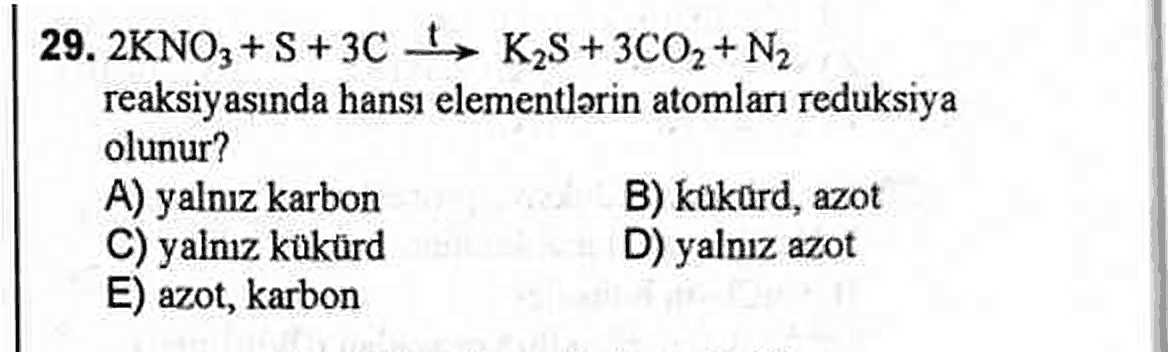 29. 2KNO₃ + S + 3C →ᵗ K₂S + 3CO₂ + N₂
reaksiyasında hansı elementlərin atomları reduksiya
olunur?
A) yalnız karbon B) kükürd, azot
C) yalnız kükürd D) yalnız azot
E) azot, karbon